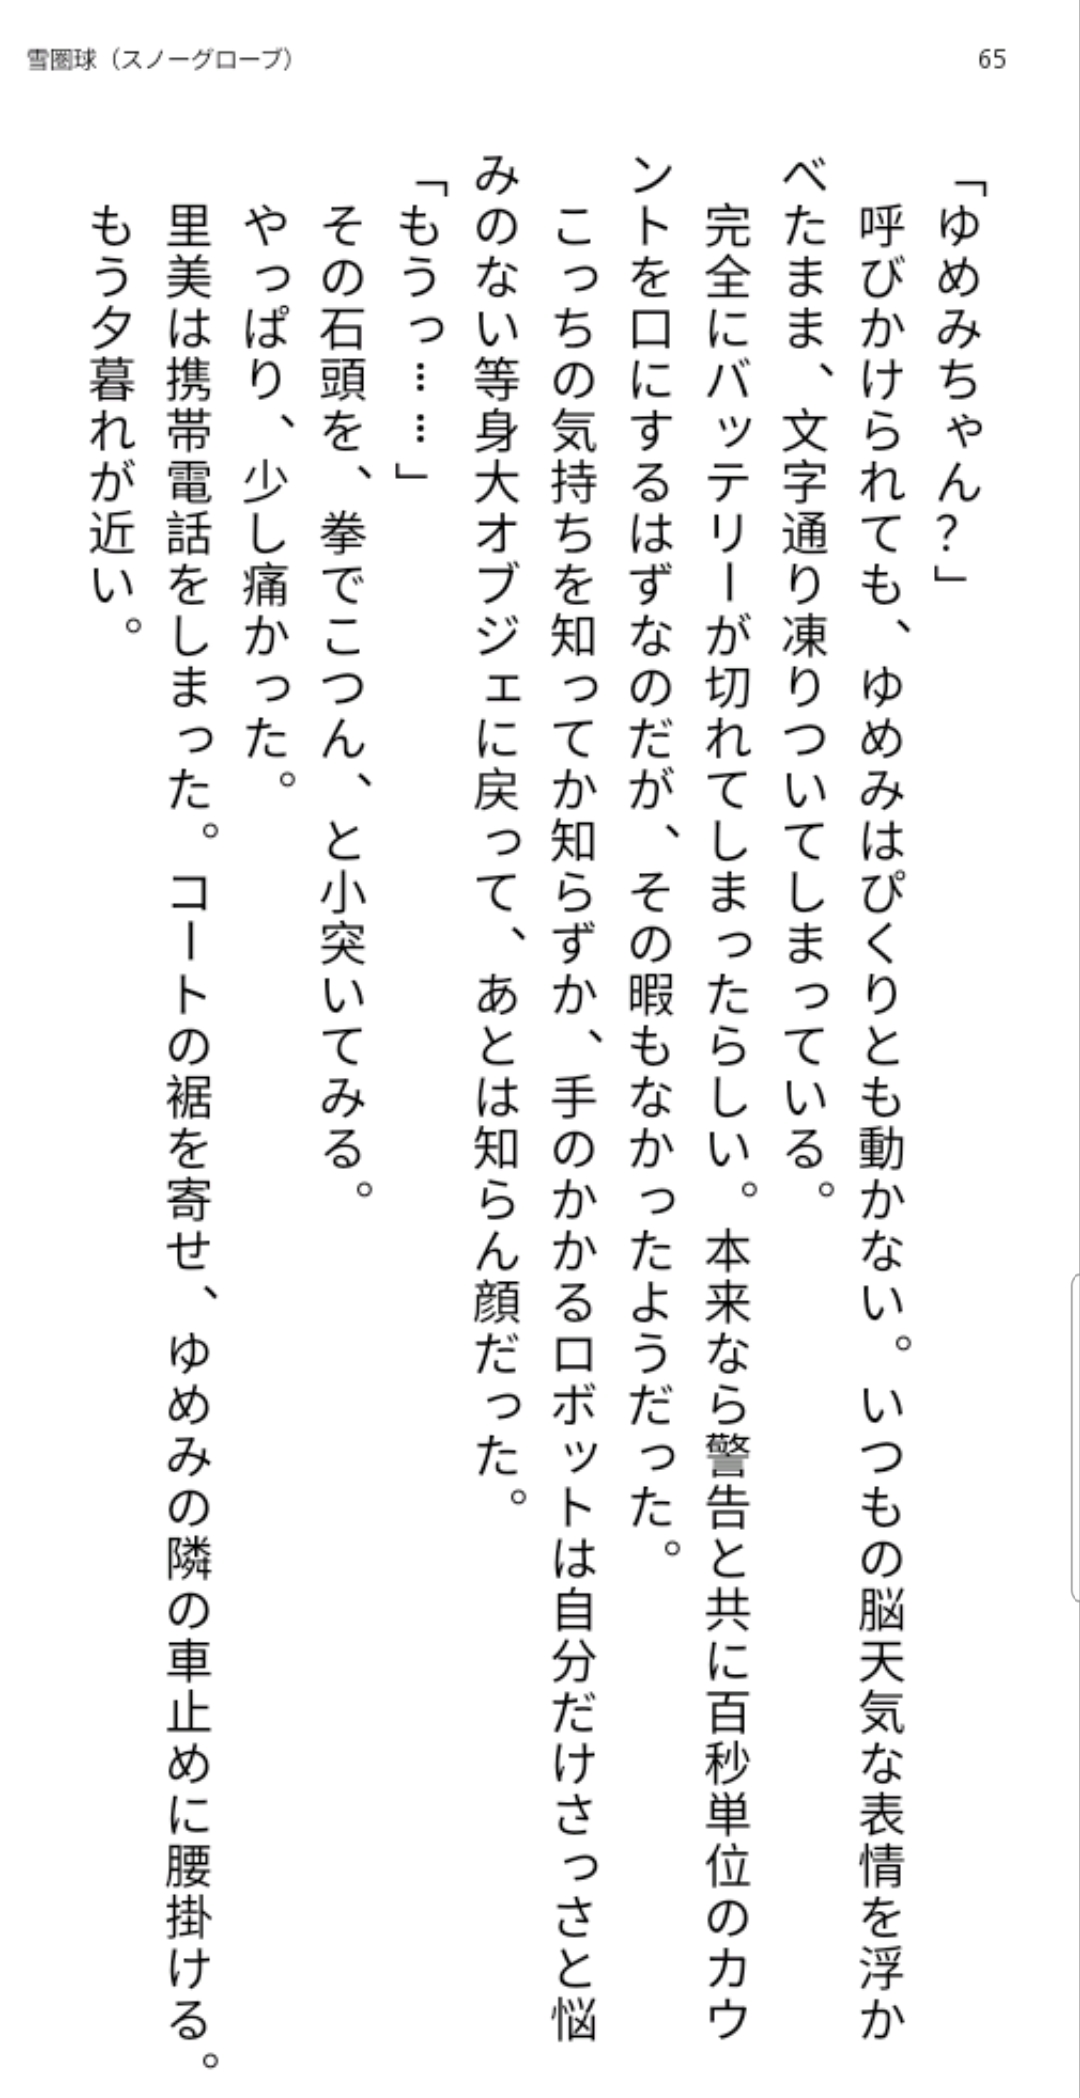 雪圏球（スノーグローブ）
65
「ゆめみちゃん？」
呼びかけられても、ゆめみはぴくりとも動かない。いつもの脳天気な表情を浮か
べたまま、文字通り凍りついてしまっている。
完全にバッテリーが切れてしまったらしい。本来なら警告と共に百秒単位のカウ
ントを口にするはずなのだが、その暇もなかったようだった。
こっちの気持ちを知ってか知らずか、手のかかるロボットは自分だけさっさと悩
みのない等身大オブジェに戻って、あとは知らん顔だった。
「もうっ……」
その石頭を、拳でこつん、と小突いてみる。
やっぱり、少し痛かった。
里美は携帯電話をしまった。コートの裾を寄せ、ゆめみの隣の車止めに腰掛ける。
もう夕暮れが近い。